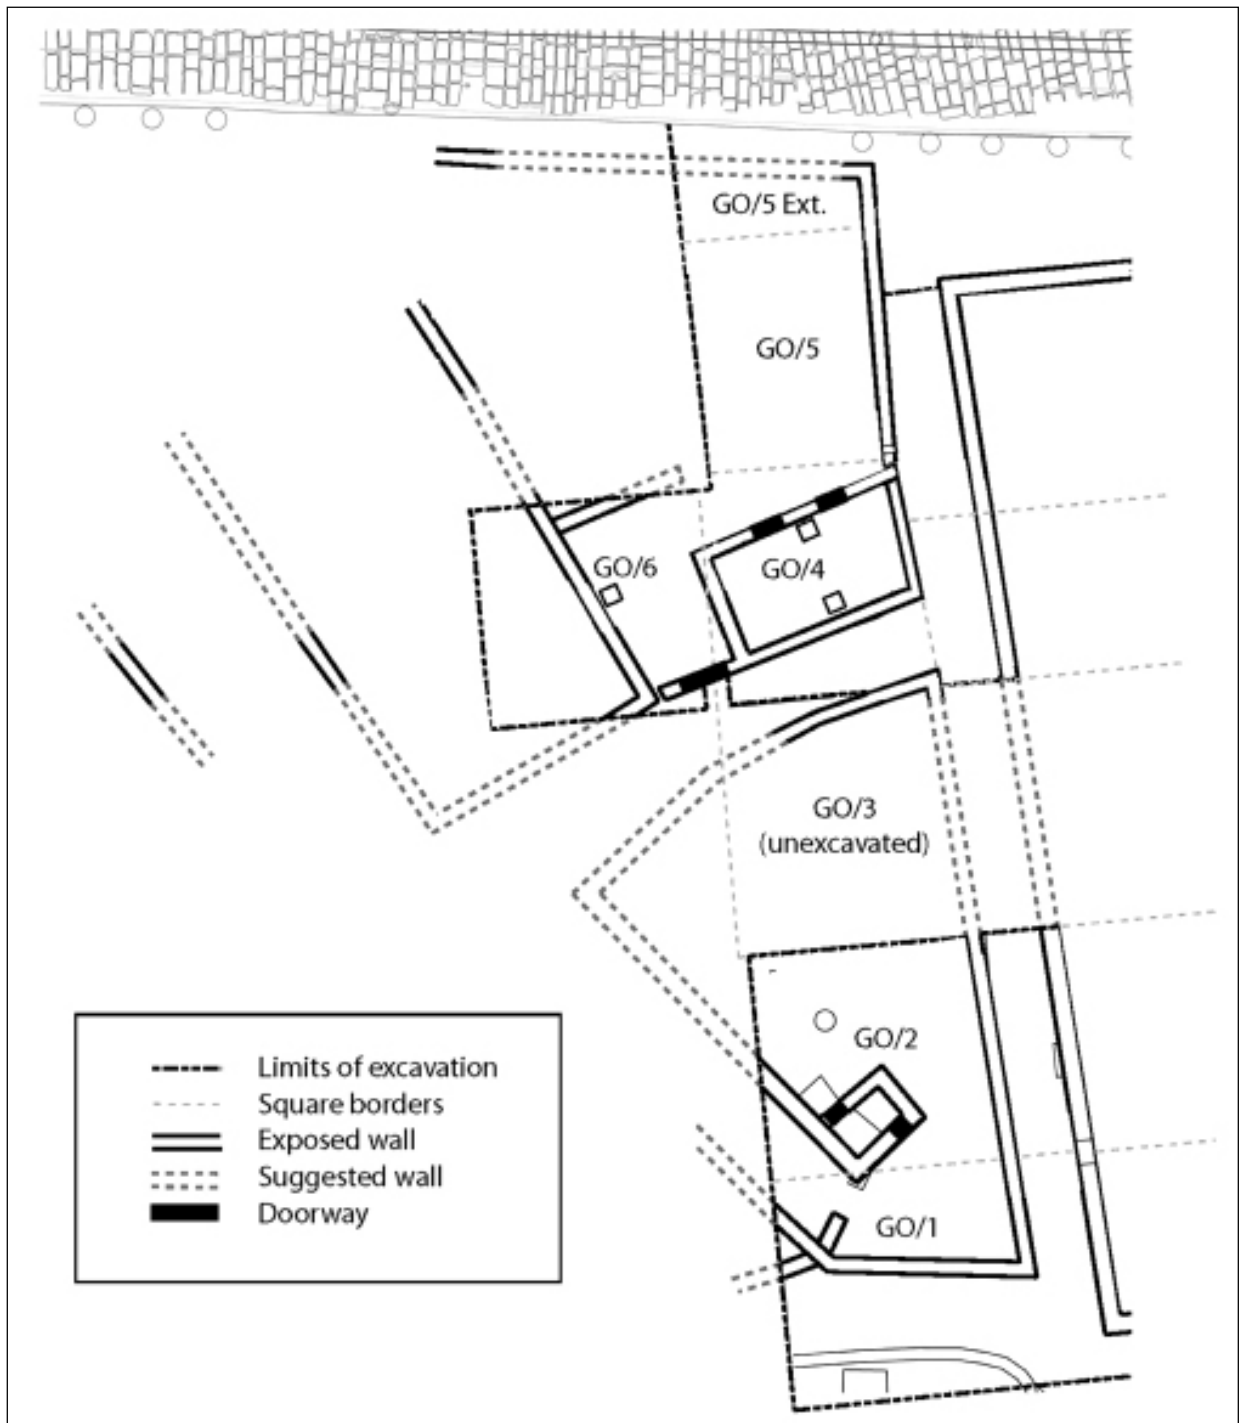 GO/5 Ext.
GO/5
GO/6
GO/4
GO/3
(unexcavated)
GO/2
GO/1
Limits of excavation
Square borders
Exposed wall
Suggested wall
Doorway